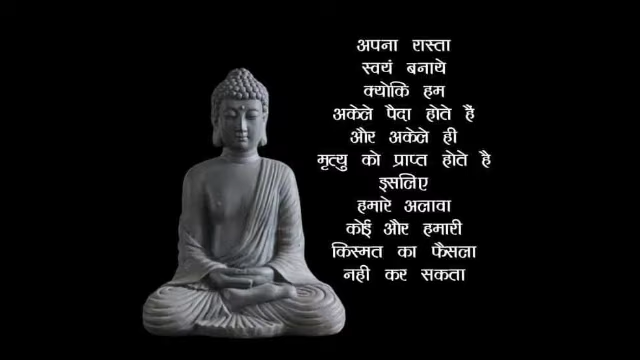 अपना रास्ता
स्वयं बनाये
क्योकि हम
अकेले पैदा होते हैं
और अकेले ही
मृत्यु को प्राप्त होते है
इसलिए
हमारे अलावा
कोई और हमारी
किस्मत का फैसला
नही कर सकता